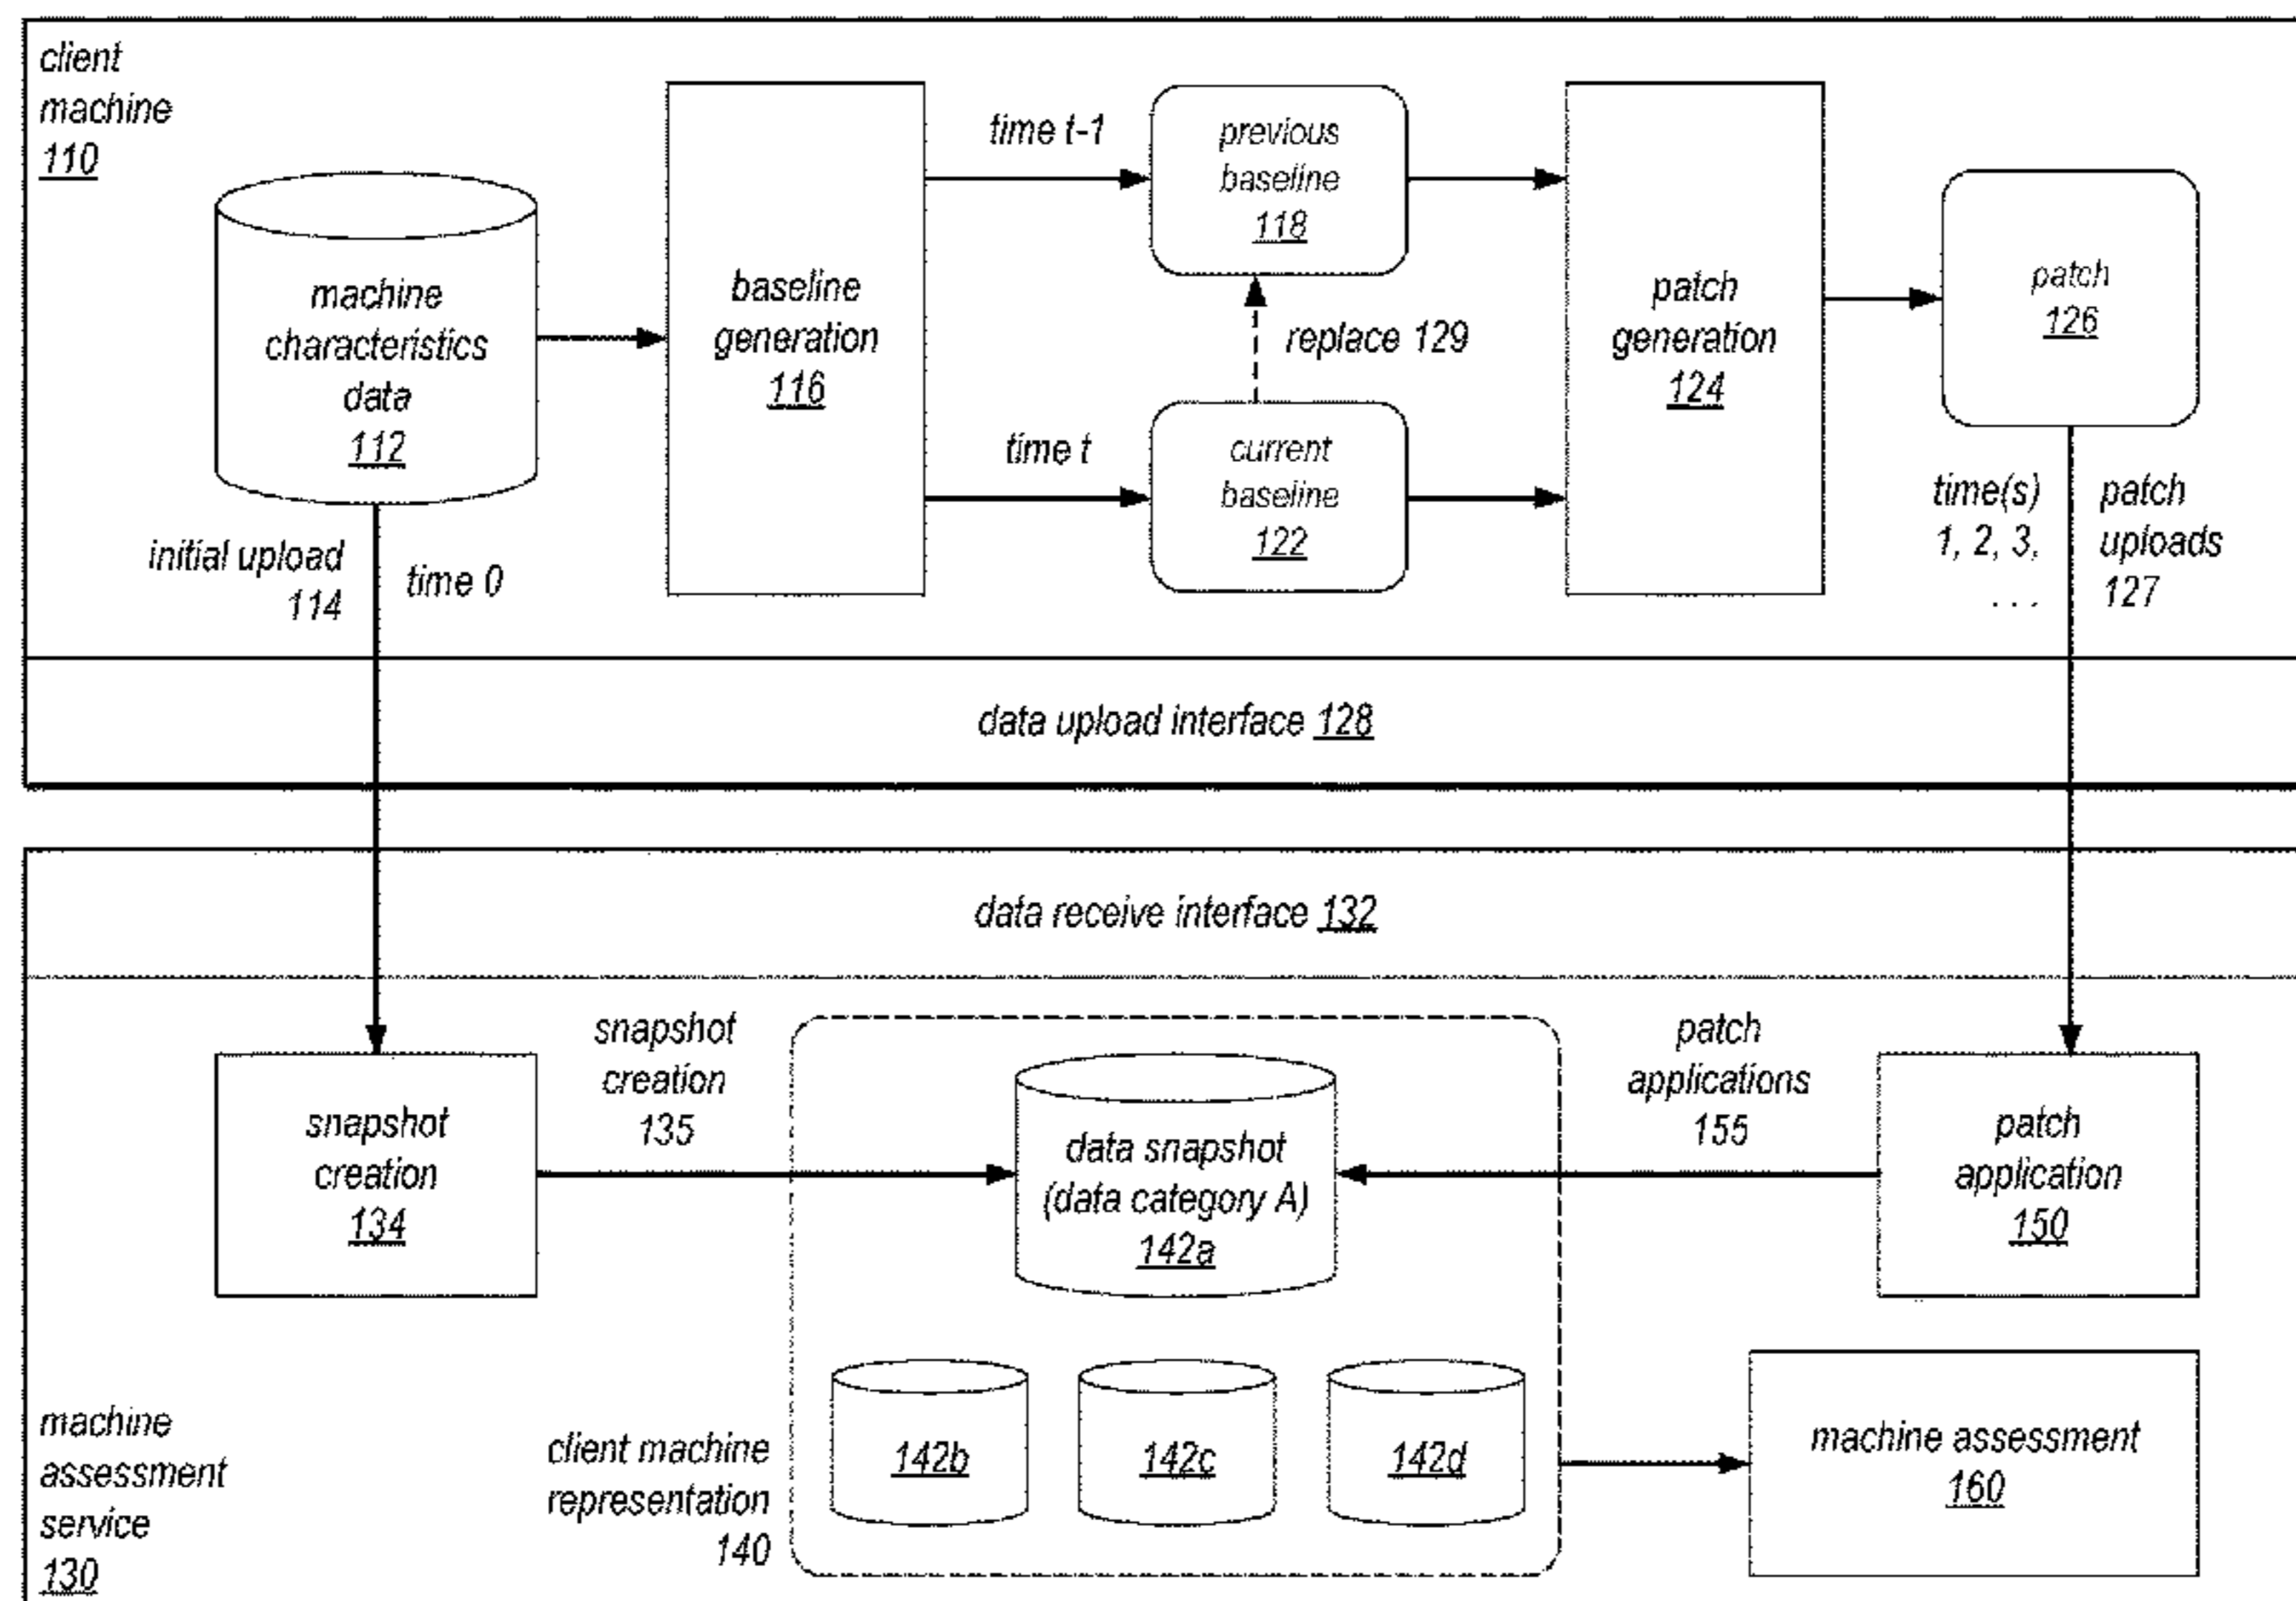 client
machine
110
machine
characteristics
data
112
baseline
generation
116
time t-1
previous
baseline
118
replace 129
time t
current
baseline
122
patch
generation
124
patch
126
initial upload
114
time 0
time(s)
1, 2, 3,
. . .
patch
uploads
127
data upload interface 128
data receive interface 132
snapshot
creation
134
snapshot
creation
135
data snapshot
(data category A)
142a
patch
applications
155
patch
application
150
142b
142c
142d
client machine
representation
140
machine assessment
160
machine
assessment
service
130